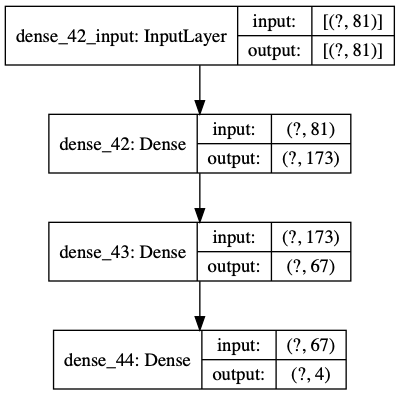 dense_42_input: InputLayer
input: [(?, 81)]
output: [(?, 81)]
dense_42: Dense
input: (?, 81)
output: (?, 173)
dense_43: Dense
input: (?, 173)
output: (?, 67)
dense_44: Dense
input: (?, 67)
output: (?, 4)